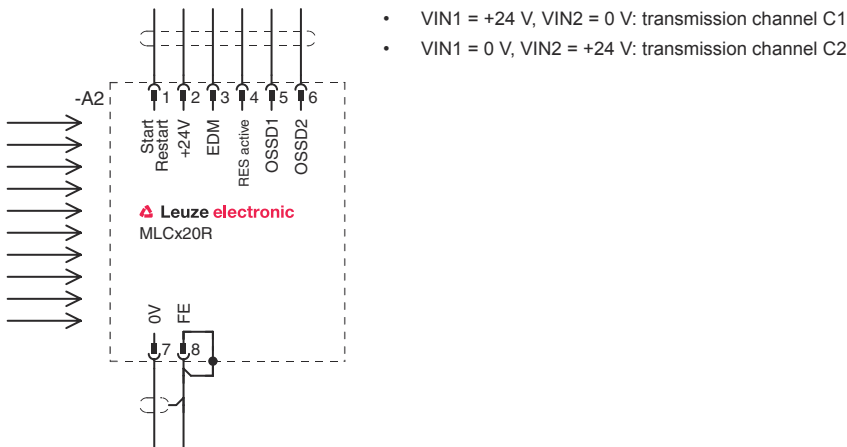 • VIN1 = +24 V, VIN2 = 0 V: transmission channel C1
• VIN1 = 0 V, VIN2 = +24 V: transmission channel C2
-A2
1 2 3 4 5 6
Start
Restart
+24V
EDM
RES active
OSSD1
OSSD2
Leuze electronic
MLCx20R
0V
FE
7 8